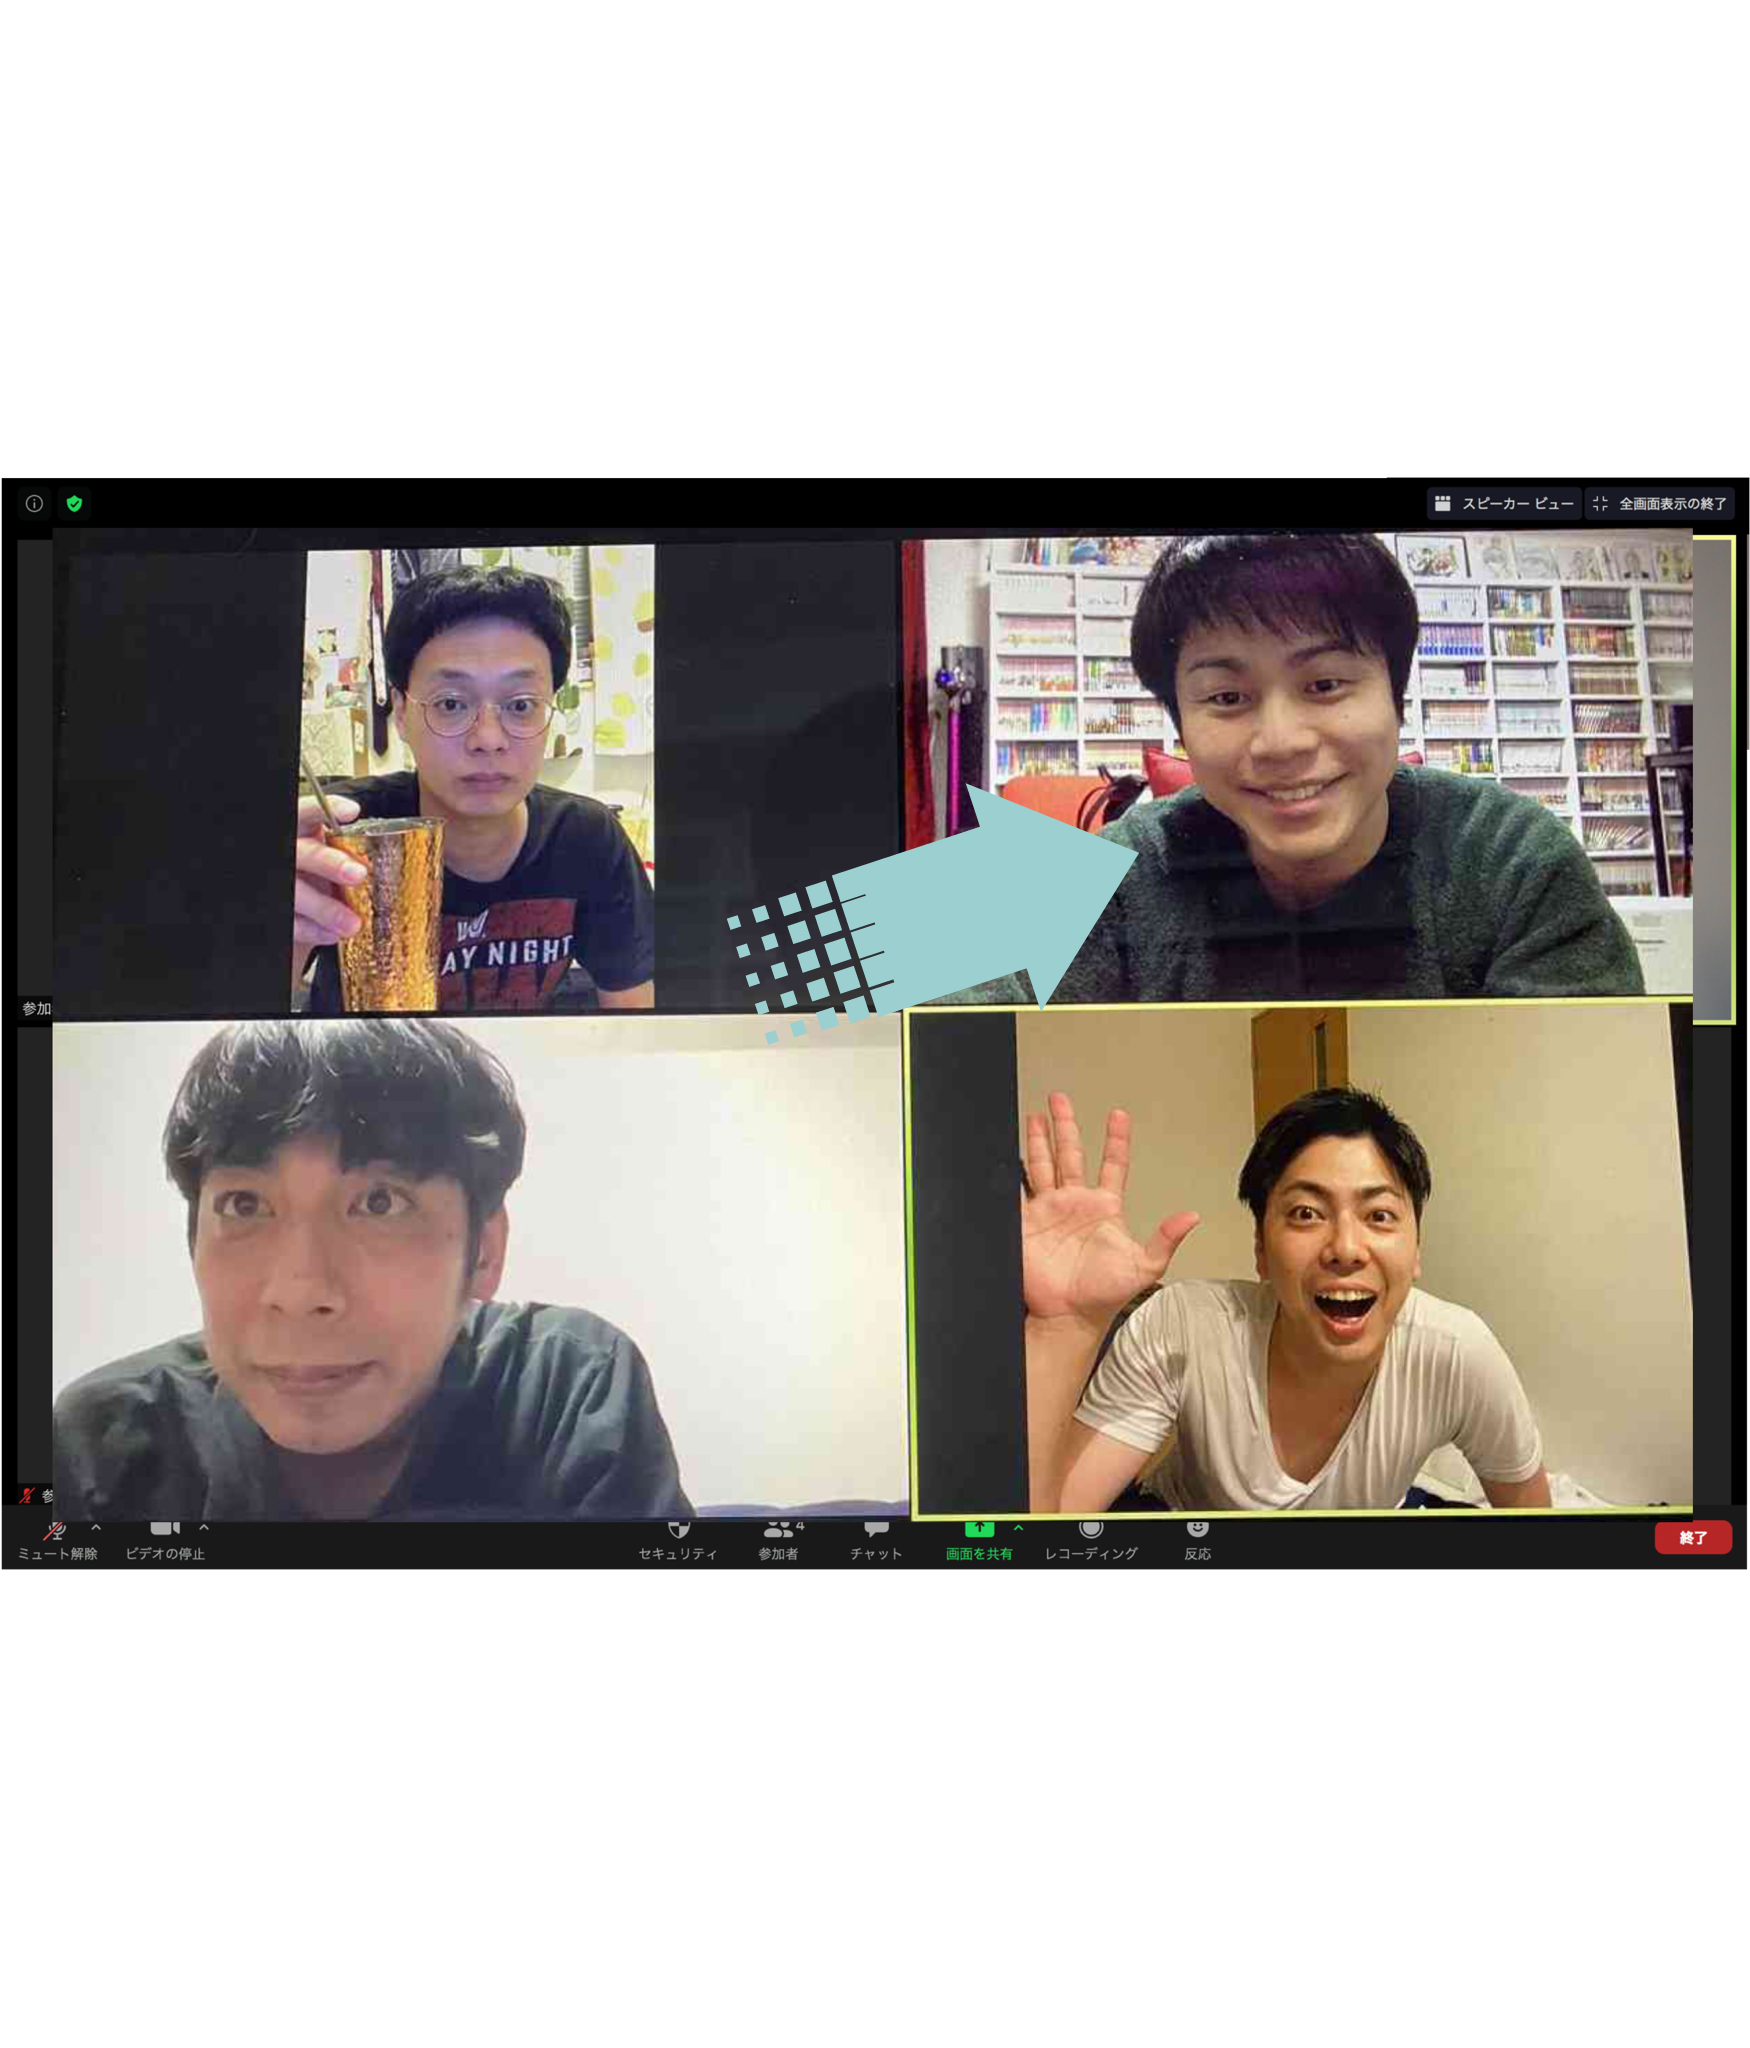 スピーカー ビュー
全画面表示の終了
参加
AY NIGHT
参
ミュート解除
ビデオの停止
セキュリティ
4
参加者
チャット
画面を共有
レコーディング
反応
終了